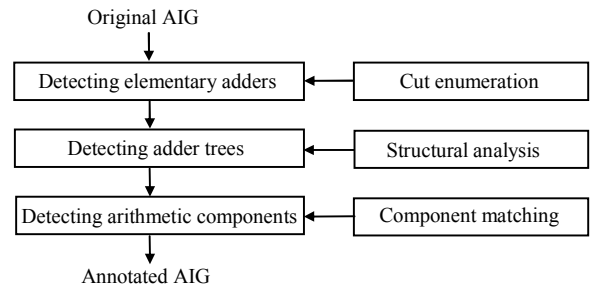 Original AIG
Detecting elementary adders
Cut enumeration
Detecting adder trees
Structural analysis
Detecting arithmetic components
Component matching
Annotated AIG